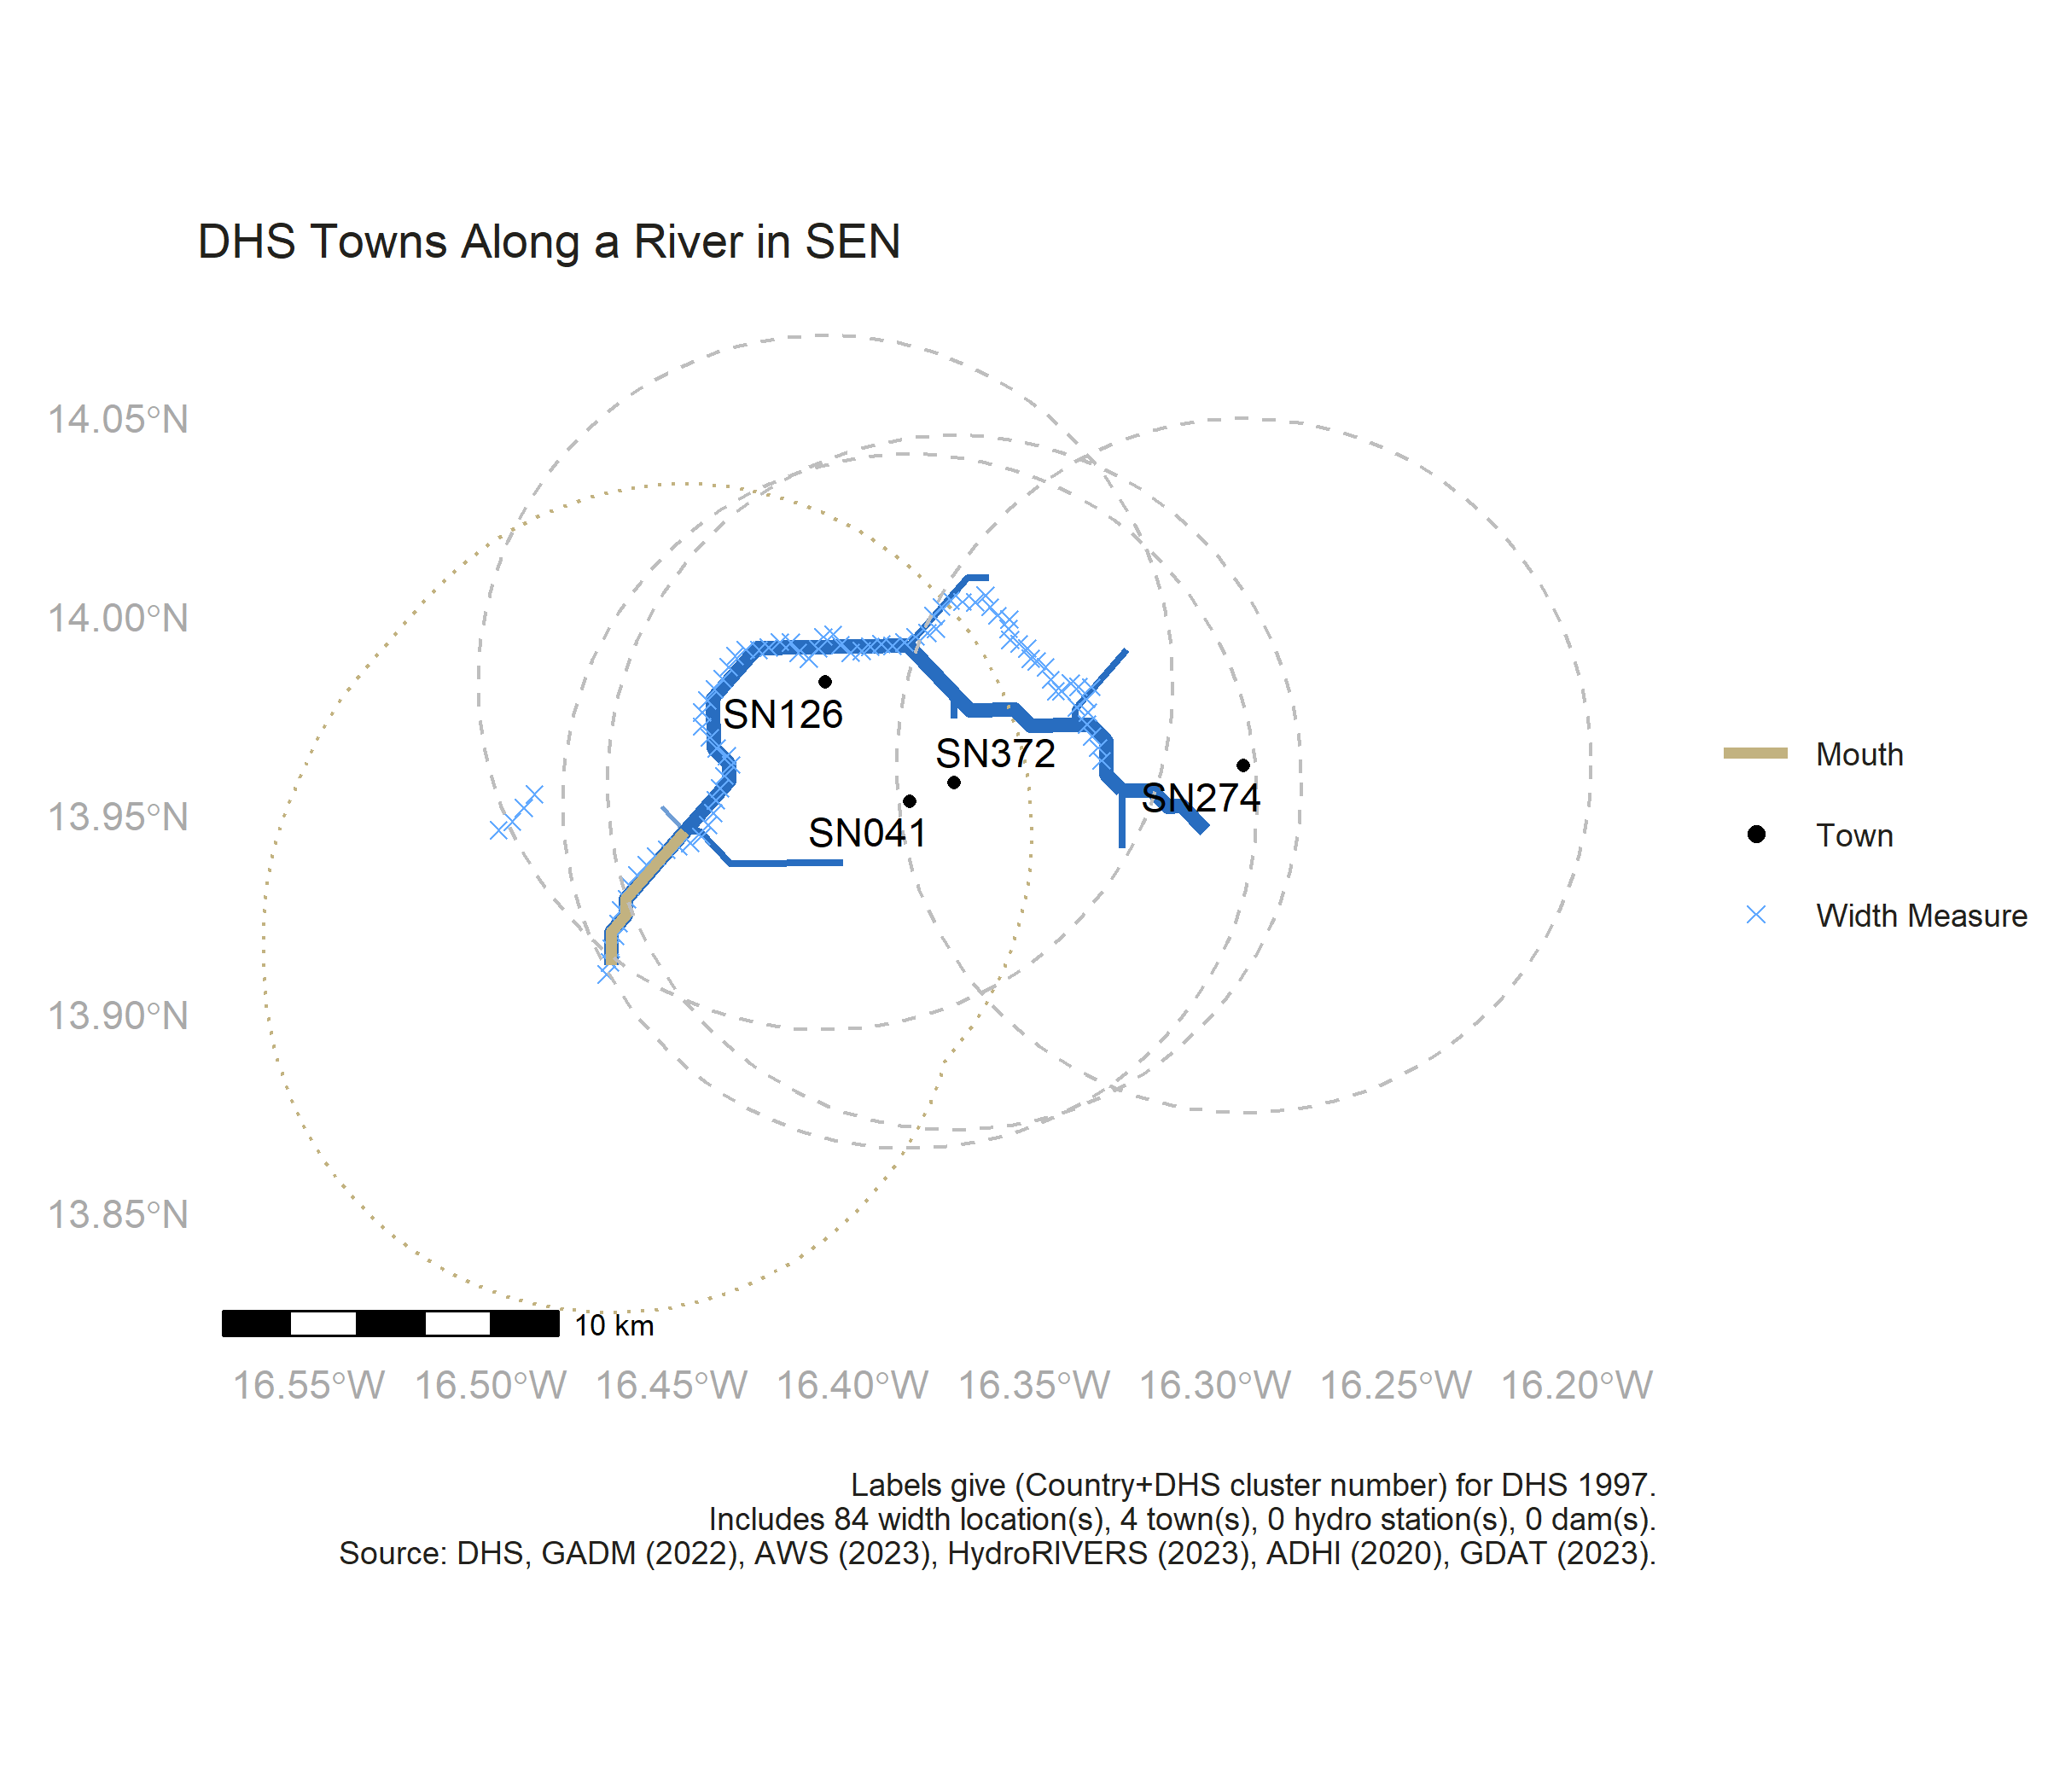 DHS Towns Along a River in SEN
14.05°N
14.00°N
13.95°N
13.90°N
13.85°N
SN126
SN372
SN274
SN041
Mouth
Town
Width Measure
10 km
16.55°W 16.50°W 16.45°W 16.40°W 16.35°W 16.30°W 16.25°W 16.20°W
Labels give (Country+DHS cluster number) for DHS 1997.
Includes 84 width location(s), 4 town(s), 0 hydro station(s), 0 dam(s).
Source: DHS, GADM (2022), AWS (2023), HydroRIVERS (2023), ADHI (2020), GDAT (2023).